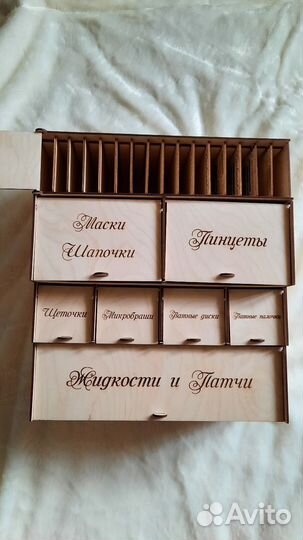 Маски
Шапочки
Пинцеты
Щеточки
Микробраши
Ватные диски
Ватные палочки
Жидкости и Патчи
Avito